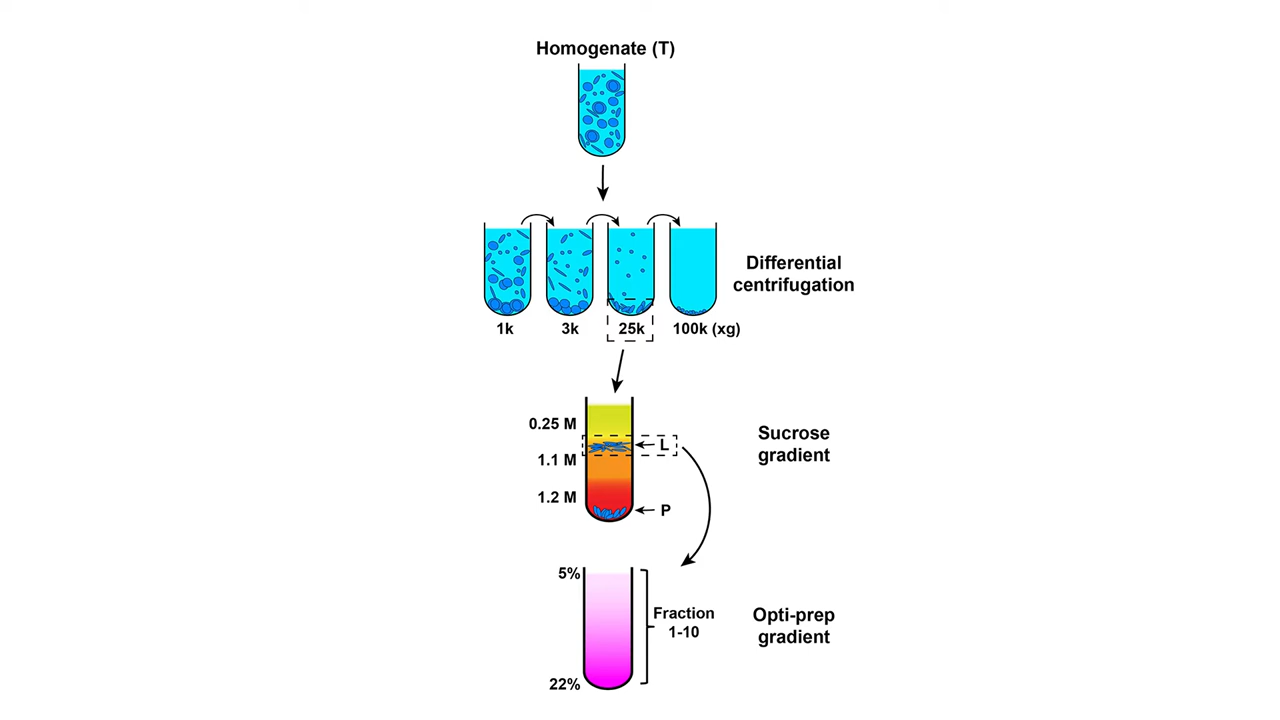 Homogenate (T)
Differential
centrifugation
1k
3k
25k
100k (xg)
0.25 M
L
1.1 M
Sucrose
gradient
1.2 M
P
5%
Fraction
1-10
Opti-prep
gradient
22%